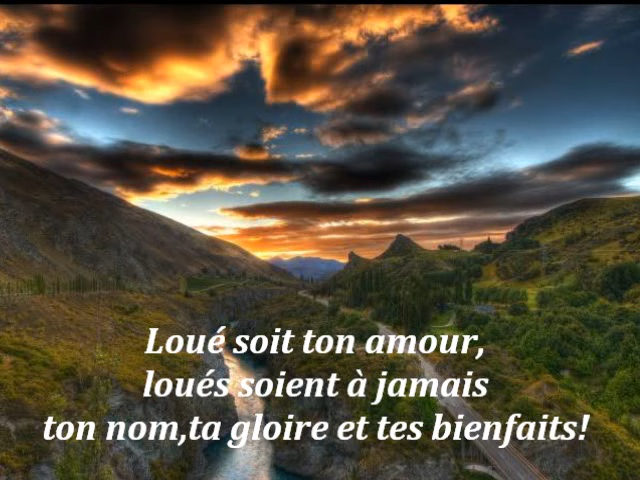 Loué soit ton amour,
loués soient à jamais
ton nom,ta gloire et tes bienfaits!